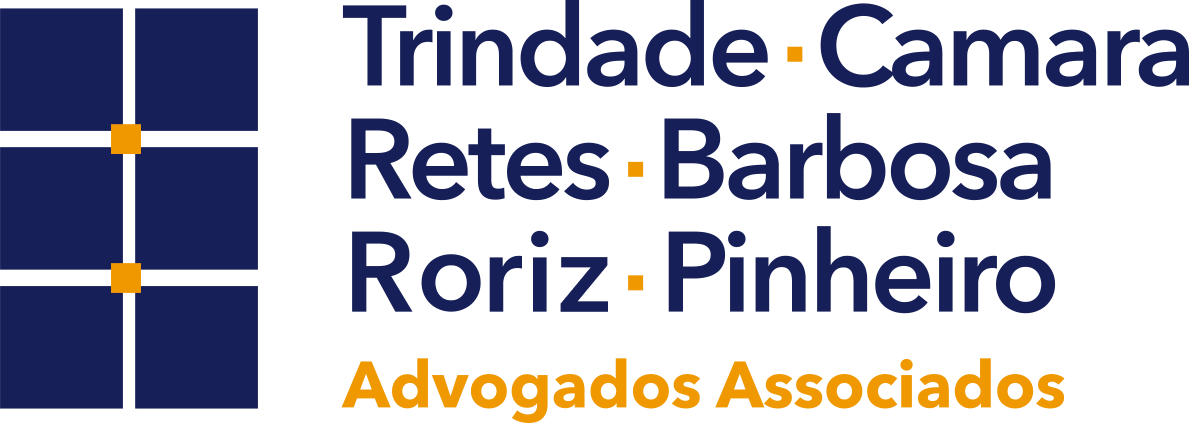 Trindade · Camara
Retes · Barbosa
Roriz · Pinheiro
Advogados Associados